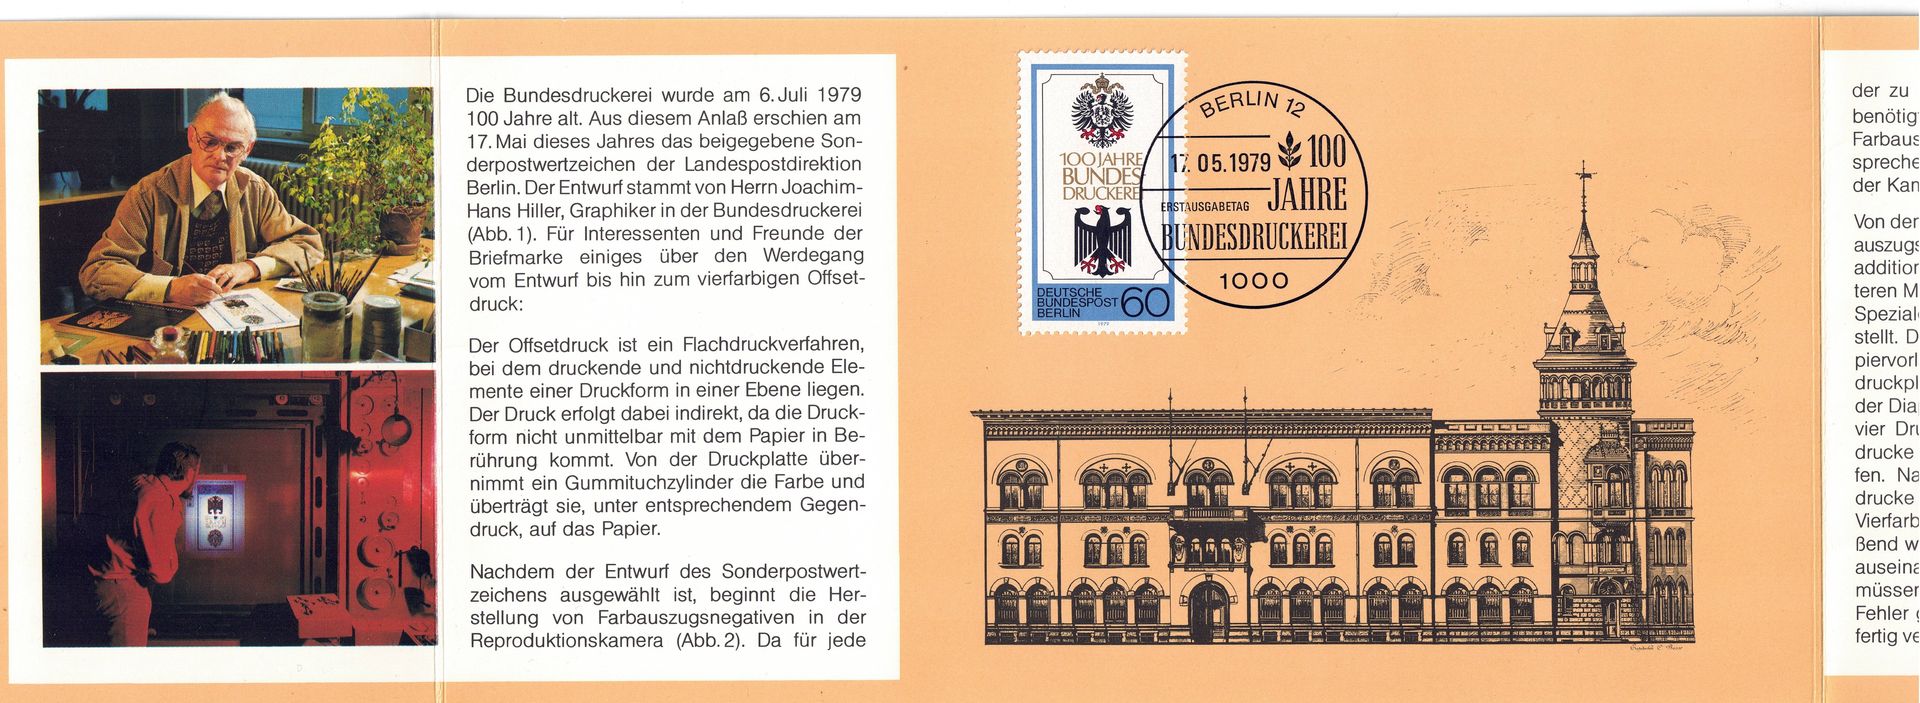 Die Bundesdruckerei wurde am 6. Juli 1979
100 Jahre alt. Aus diesem Anlaß erschien am
17. Mai dieses Jahres das beigegebene Son-
derpostwertzeichen der Landespostdirektion
Berlin. Der Entwurf stammt von Herrn Joachim-
Hans Hiller, Graphiker in der Bundesdruckerei
(Abb. 1). Für Interessenten und Freunde der
Briefmarke einiges über den Werdegang
vom Entwurf bis hin zum vierfarbigen Offset-
druck:
Der Offsetdruck ist ein Flachdruckverfahren,
bei dem druckende und nichtdruckende Ele-
mente einer Druckform in einer Ebene liegen.
Der Druck erfolgt dabei indirekt, da die Druck-
form nicht unmittelbar mit dem Papier in Be-
rührung kommt. Von der Druckplatte über-
nimmt ein Gummituchzylinder die Farbe und
überträgt sie, unter entsprechendem Gegen-
druck, auf das Papier.
Nachdem der Entwurf des Sonderpostwert-
zeichens ausgewählt ist, beginnt die Her-
stellung von Farbauszugsnegativen in der
Reproduktionskamera (Abb. 2). Da für jede
100 JAHRE
BUNDES-
DRUCKEREI
DEUTSCHE
BUNDESPOST
BERLIN
60
1979
BERLIN 12
17.05.1979
100
JAHRE
ERSTAUSGABETAG
BUNDESDRUCKEREI
1000
der zu
benötig
Farbaus
spreche
der Kan
Von der
auszugs
addition
teren M
Speziale
stellt. D
piervorl
druckpl
der Dia
vier Dru
drucke
fen. Na
drucke
Vierfarb
ßend w
auseina
müsser
Fehler g
fertig ve